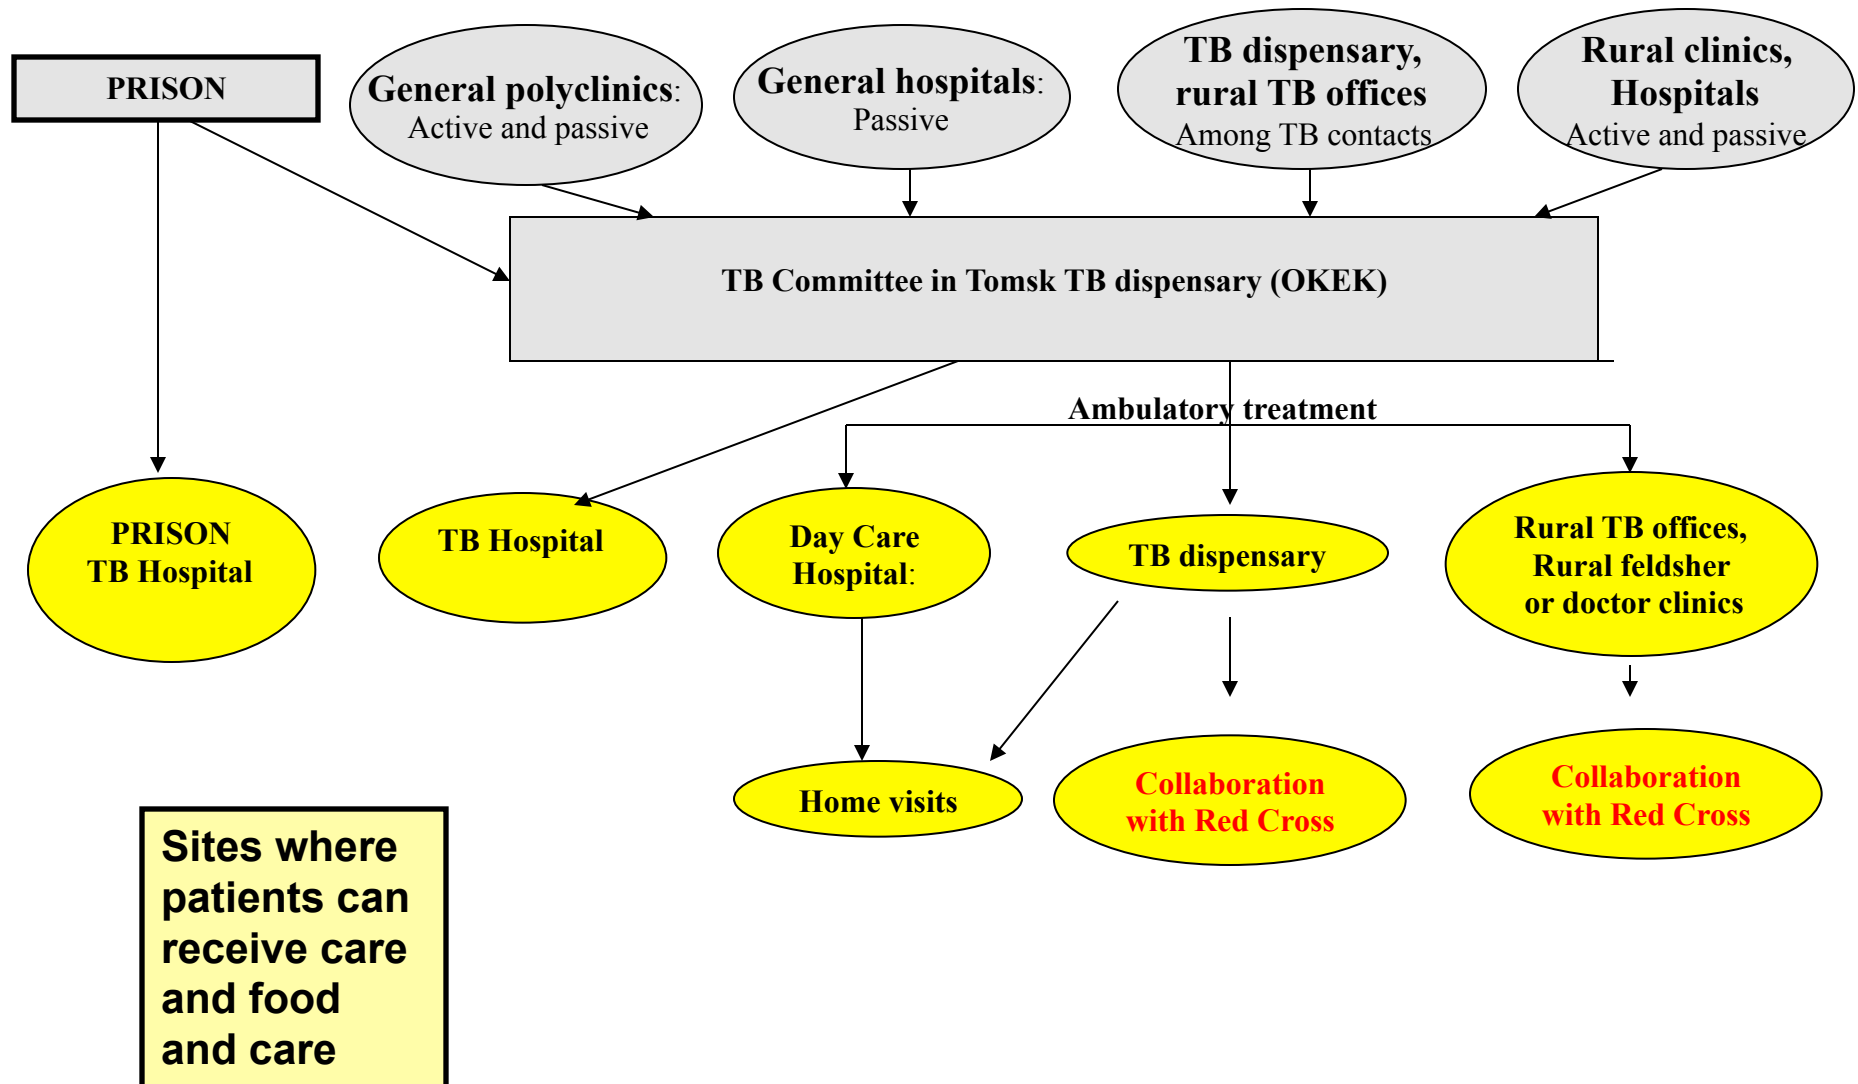 PRISON
General polyclinics:
Active and passive
General hospitals:
Passive
TB dispensary,
rural TB offices
Among TB contacts
Rural clinics,
Hospitals
Active and passive
TB Committee in Tomsk TB dispensary (OKEK)
Ambulatory treatment
PRISON
TB Hospital
TB Hospital
Day Care
Hospital:
TB dispensary
Rural TB offices,
Rural feldsher
or doctor clinics
Home visits
Collaboration
with Red Cross
Collaboration
with Red Cross
Sites where
patients can
receive care
and food
and care